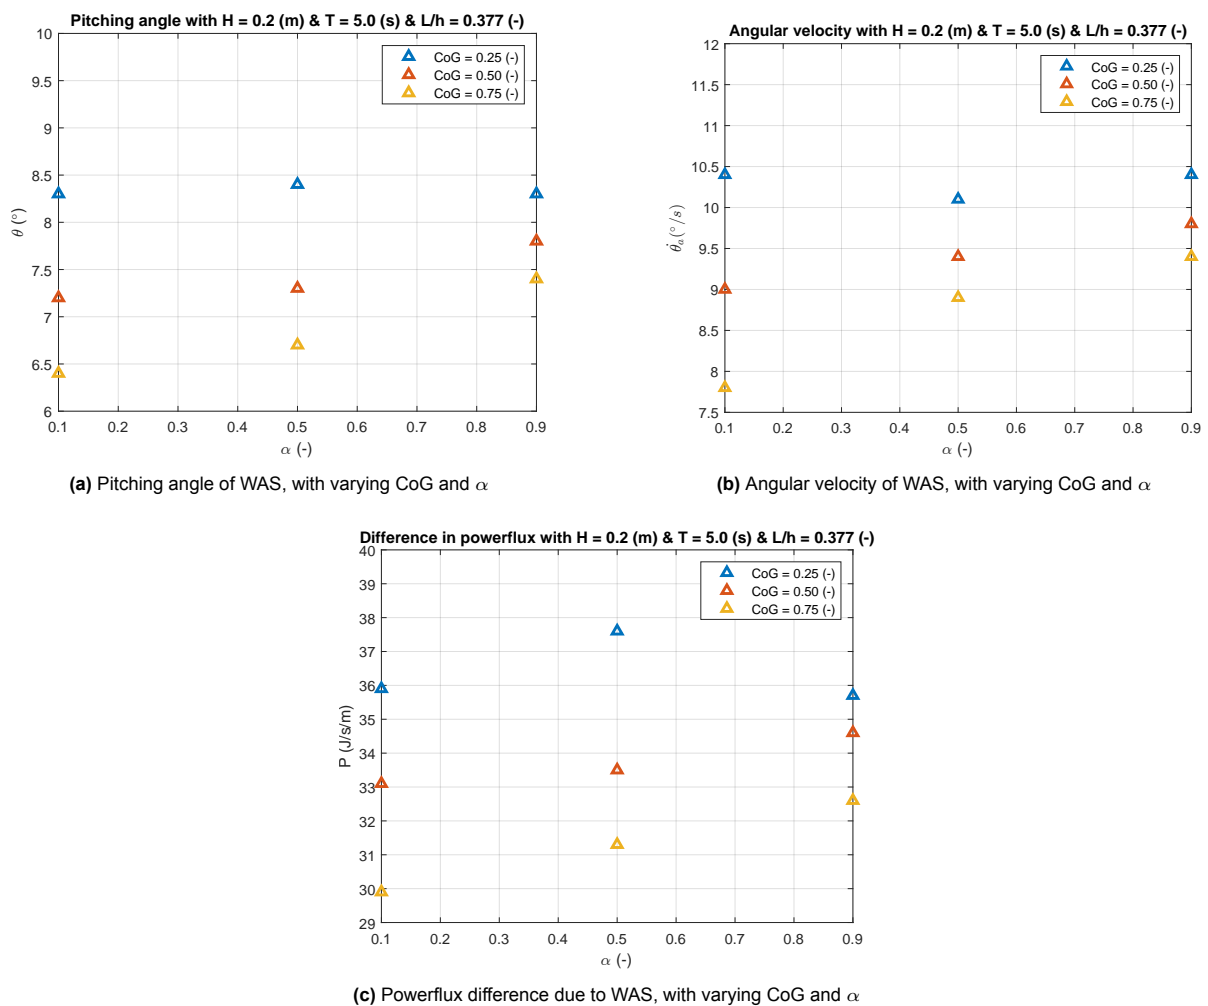 Pitching angle with H = 0.2 (m) & T = 5.0 (s) & L/h = 0.377 (-)
10
9.5
9
8.5
8
7.5
7
6.5
6
θ (°)
CoG = 0.25 (-)
CoG = 0.50 (-)
CoG = 0.75 (-)
0.1 0.2 0.3 0.4 0.5 0.6 0.7 0.8 0.9
α (-)
(a) Pitching angle of WAS, with varying CoG and α
Angular velocity with H = 0.2 (m) & T = 5.0 (s) & L/h = 0.377 (-)
12
11.5
11
10.5
10
9.5
9
8.5
8
7.5
θ̇ₐ(°/s)
CoG = 0.25 (-)
CoG = 0.50 (-)
CoG = 0.75 (-)
0.1 0.2 0.3 0.4 0.5 0.6 0.7 0.8 0.9
α (-)
(b) Angular velocity of WAS, with varying CoG and α
Difference in powerflux with H = 0.2 (m) & T = 5.0 (s) & L/h = 0.377 (-)
40
39
38
37
36
35
34
33
32
31
30
29
P (J/s/m)
CoG = 0.25 (-)
CoG = 0.50 (-)
CoG = 0.75 (-)
0.1 0.2 0.3 0.4 0.5 0.6 0.7 0.8 0.9
α (-)
(c) Powerflux difference due to WAS, with varying CoG and α